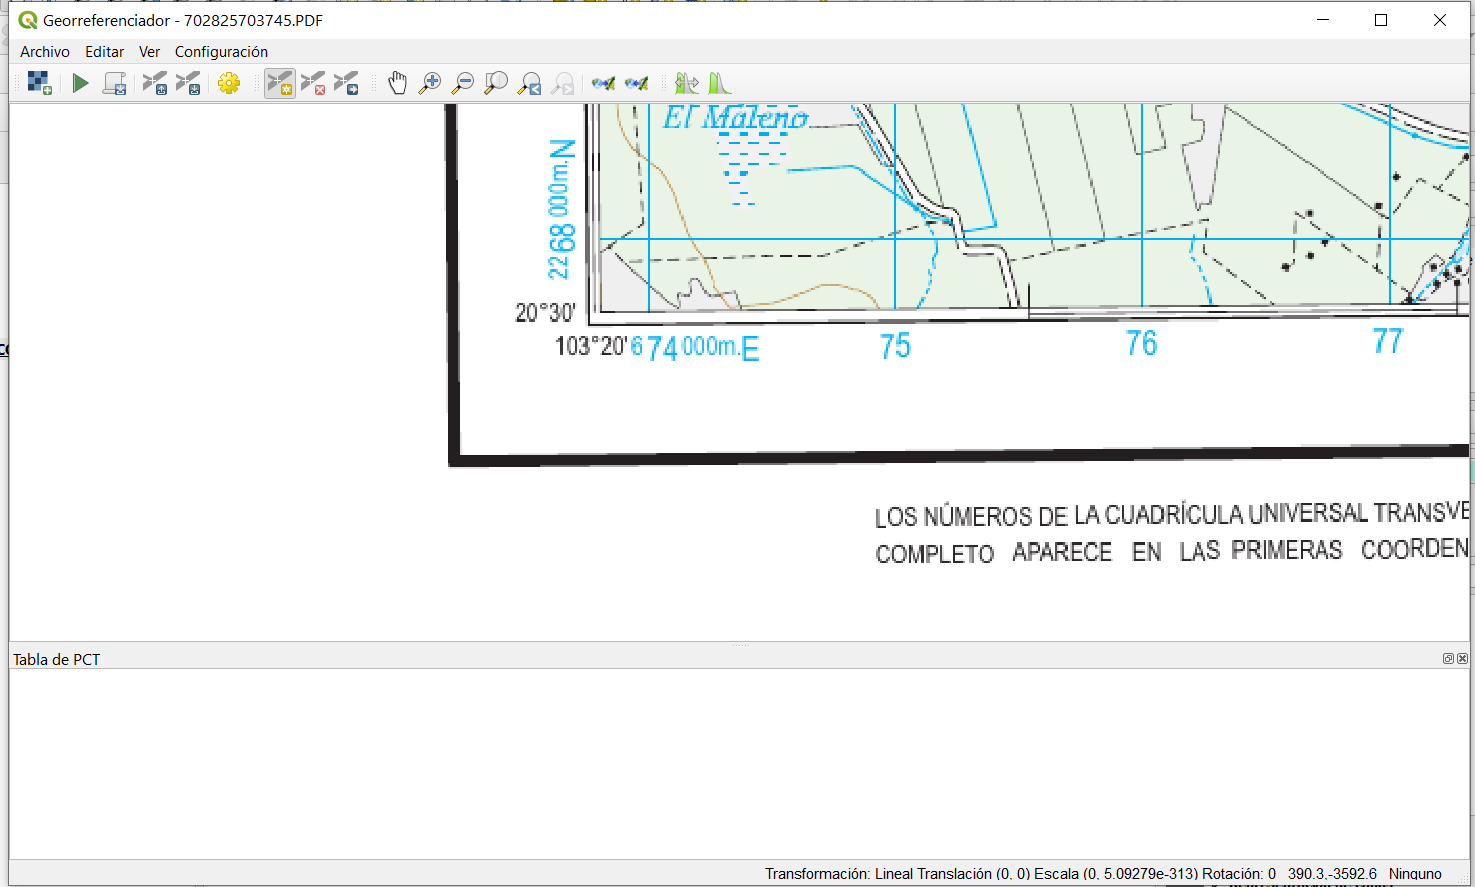 Georreferenciador - 702825703745.PDF
Archivo Editar Ver Configuración
El Maleno
2268 000m.N
20°30'
103°20' 674 000m.E 75 76 77
LOS NÚMEROS DE LA CUADRÍCULA UNIVERSAL TRANSVE
COMPLETO APARECE EN LAS PRIMERAS COORDEN
Tabla de PCT
Transformación: Lineal Translación (0, 0) Escala (0, 5.09279e-313) Rotación: 0 390.3,-3592.6 Ninguno